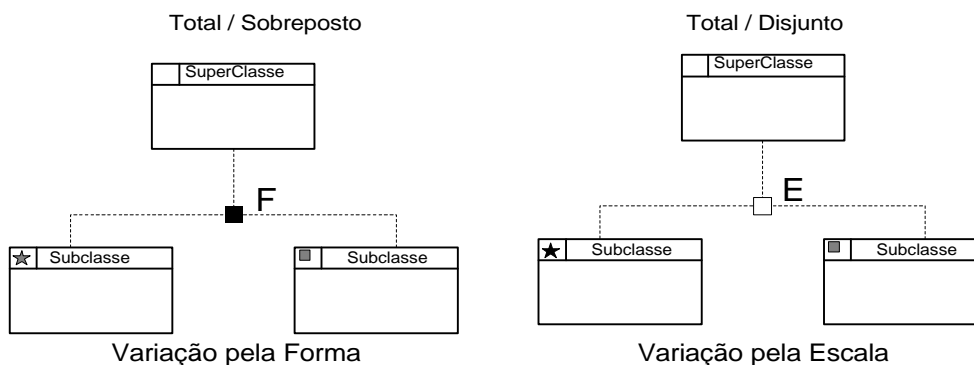 Total / Sobreposto
Total / Disjunto
SuperClasse
SuperClasse
F
E
Subclasse
Subclasse
Subclasse
Subclasse
Variação pela Forma
Variação pela Escala